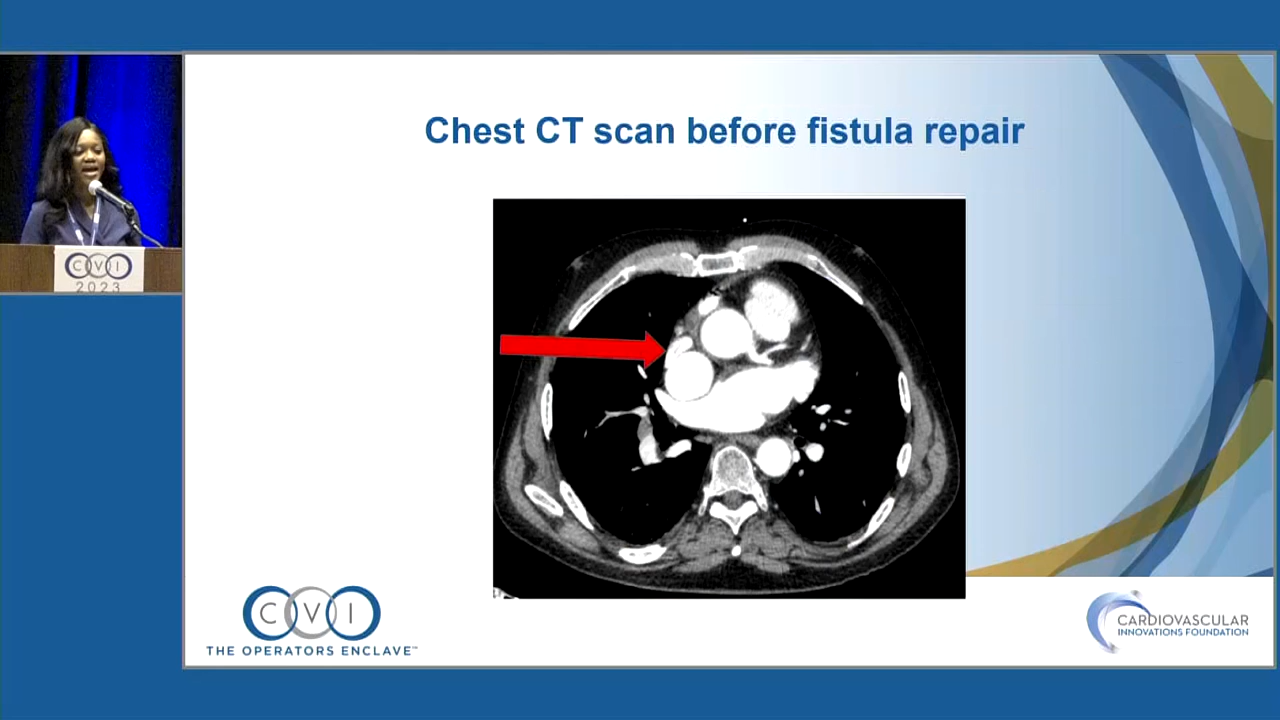 Chest CT scan before fistula repair
CVI
2023
CVI
THE OPERATORS ENCLAVE™
CARDIOVASCULAR
INNOVATIONS FOUNDATION